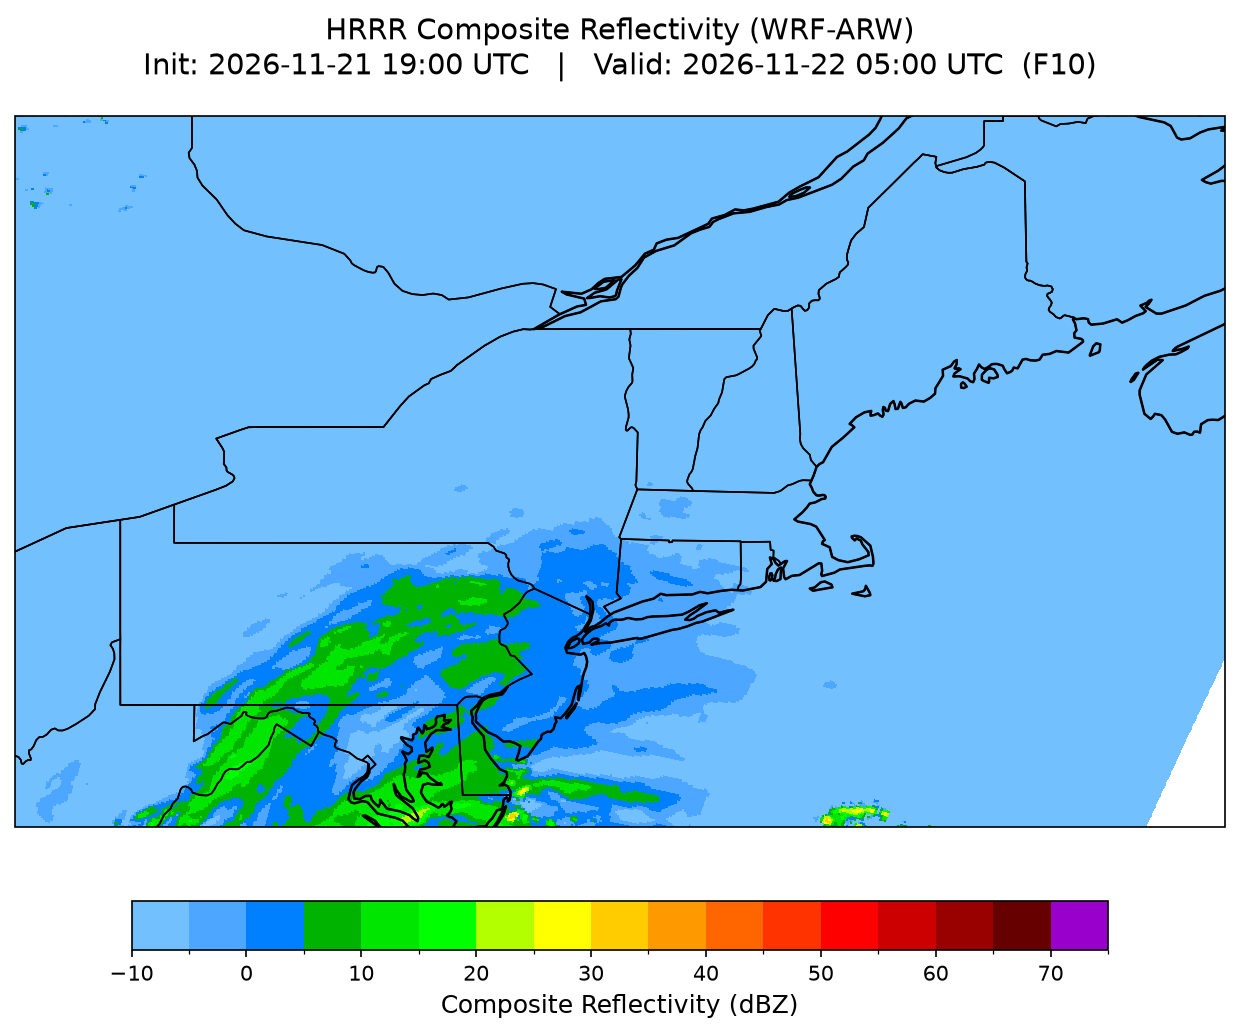 HRRR Composite Reflectivity (WRF-ARW)
Init: 2026-11-21 19:00 UTC   |   Valid: 2026-11-22 05:00 UTC  (F10)
−10 0 10 20 30 40 50 60 70
Composite Reflectivity (dBZ)